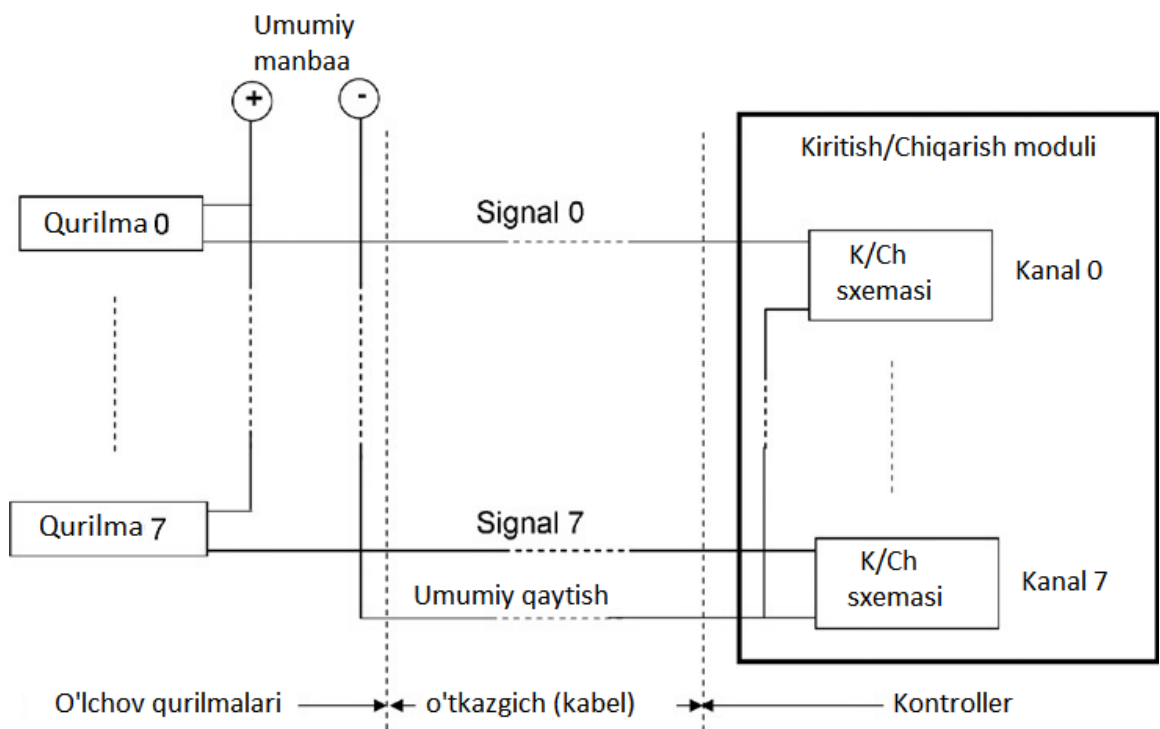 Umumiy
manbaa
+ -
Kiritish/Chiqarish moduli
Qurilma 0
Signal 0
K/Ch
sxemasi
Kanal 0
Qurilma 7
Signal 7
K/Ch
sxemasi
Kanal 7
Umumiy qaytish
O'lchov qurilmalari
o'tkazgich (kabel)
Kontroller